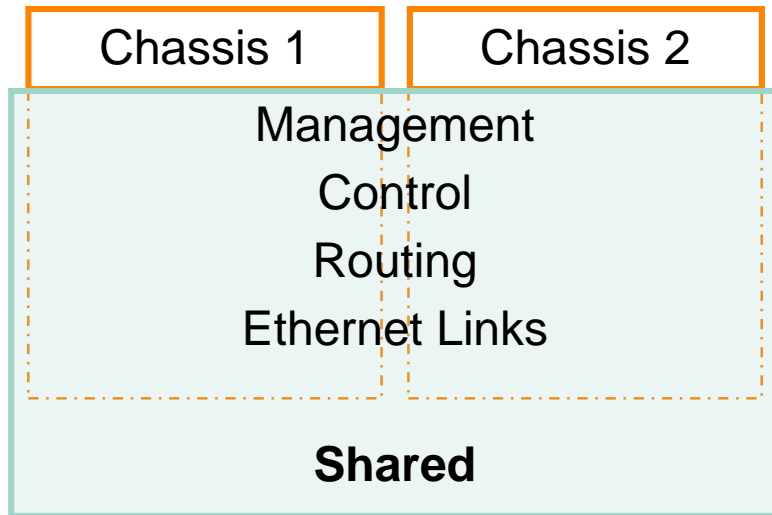 Chassis 1 Chassis 2
Management
Control
Routing
Ethernet Links
Shared